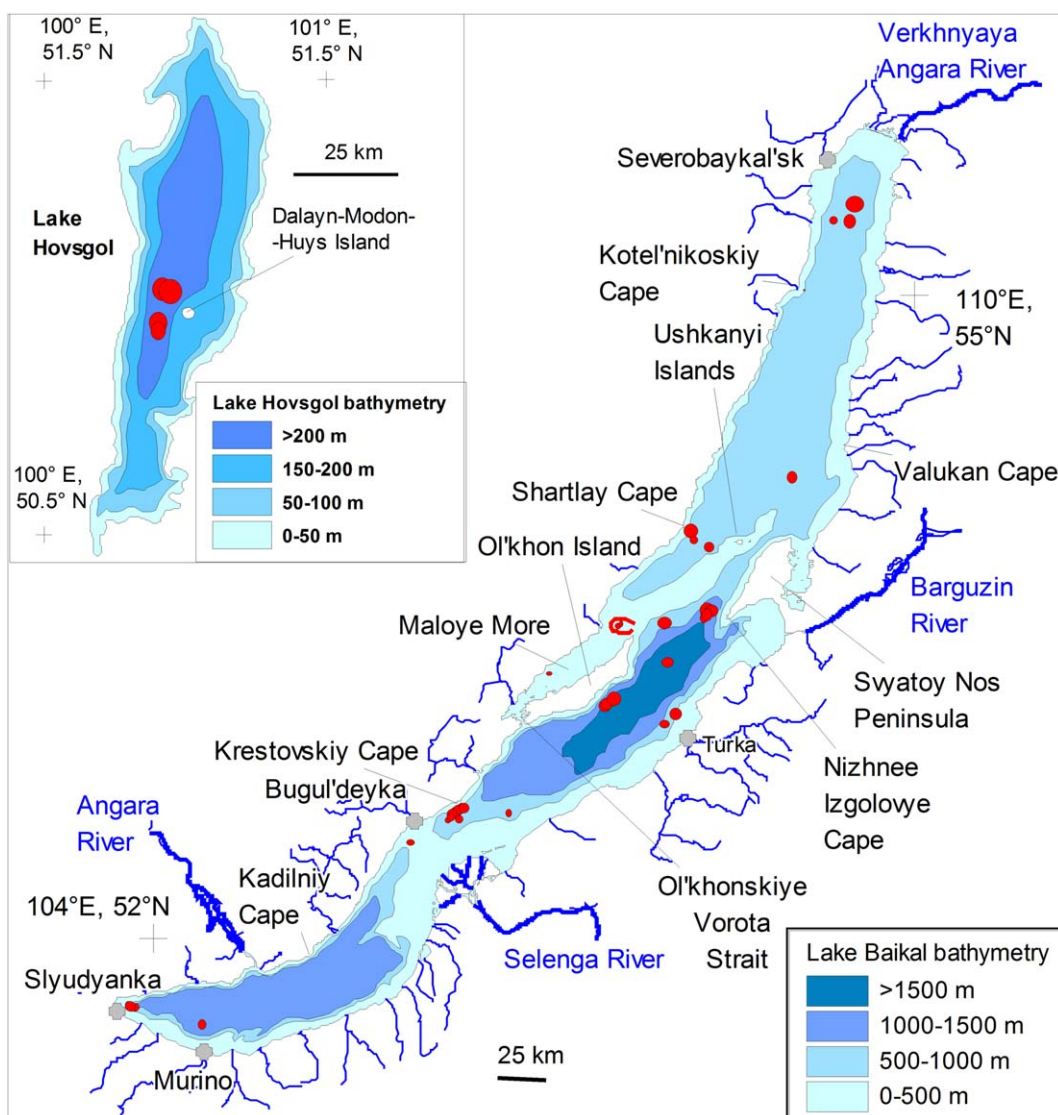 100° E,
51.5° N
101° E,
51.5° N
25 km
Lake
Hovsgol
Dalayn-Modon-
-Huys Island
Lake Hovsgol bathymetry
>200 m
150-200 m
50-100 m
0-50 m
100° E,
50.5° N
Verkhnyaya
Angara River
Severobaykal'sk
Kotel'nikoskiy
Cape
110°E,
55°N
Ushkanyi
Islands
Valukan Cape
Shartlay Cape
Ol'khon Island
Barguzin
River
Maloye More
Svyatoy Nos
Peninsula
Turka
Krestovskiy Cape
Bugul'deyka
Nizhnee
Izgolovye
Cape
Angara
River
Kadilniy
Cape
Ol'khonskiye
Vorota
Strait
104°E, 52°N
Selenga River
Slyudyanka
Murino
25 km
Lake Baikal bathymetry
>1500 m
1000-1500 m
500-1000 m
0-500 m